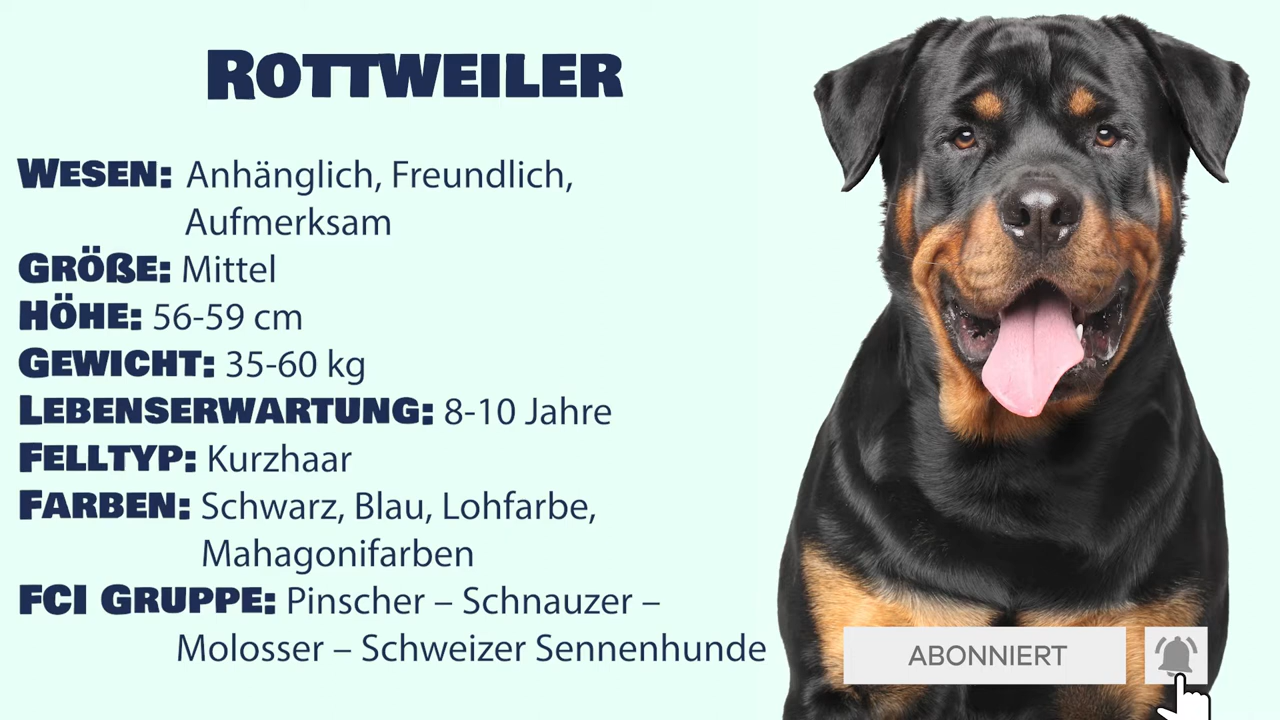 Rottweiler
Wesen: Anhänglich, Freundlich,
Aufmerksam
Größe: Mittel
Höhe: 56-59 cm
Gewicht: 35-60 kg
Lebenserwartung: 8-10 Jahre
Felltyp: Kurzhaar
Farben: Schwarz, Blau, Lohfarbe,
Mahagonifarben
FCI Gruppe: Pinscher – Schnauzer –
Molosser – Schweizer Sennenhunde
ABONNIERT